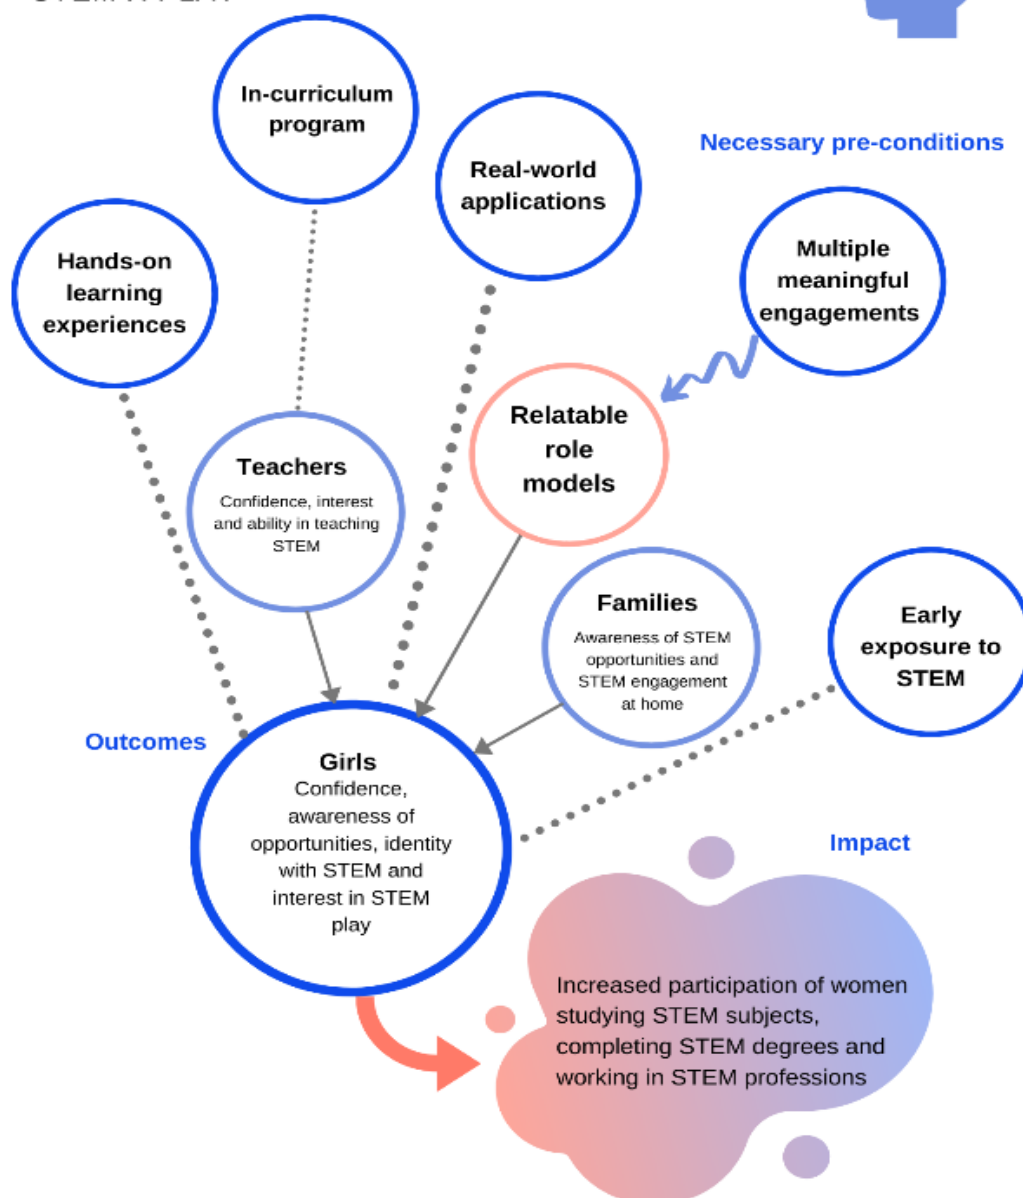 In-curriculum
program
Real-world
applications
Necessary pre-conditions
Hands-on
learning
experiences
Multiple
meaningful
engagements
Teachers
Confidence, interest
and ability in teaching
STEM
Relatable
role
models
Families
Awareness of STEM
opportunities and
STEM engagement
at home
Early
exposure to
STEM
Outcomes
Girls
Confidence,
awareness of
opportunities, identity
with STEM and
interest in STEM
play
Impact
Increased participation of women
studying STEM subjects,
completing STEM degrees and
working in STEM professions